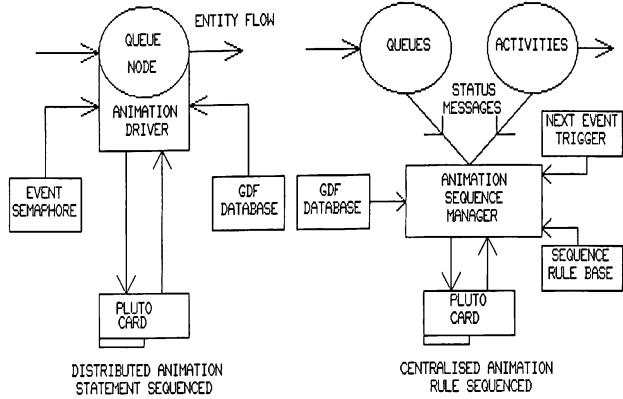 ENTITY FLOW
QUEUE
NODE
ANIMATION
DRIVER
EVENT
SEMAPHORE
GDF
DATABASE
PLUTO
CARD
DISTRIBUTED ANIMATION
STATEMENT SEQUENCED
QUEUES
ACTIVITIES
STATUS
MESSAGES
NEXT EVENT
TRIGGER
GDF
DATABASE
ANIMATION
SEQUENCE
MANAGER
SEQUENCE
RULE BASE
PLUTO
CARD
CENTRALISED ANIMATION
RULE SEQUENCED